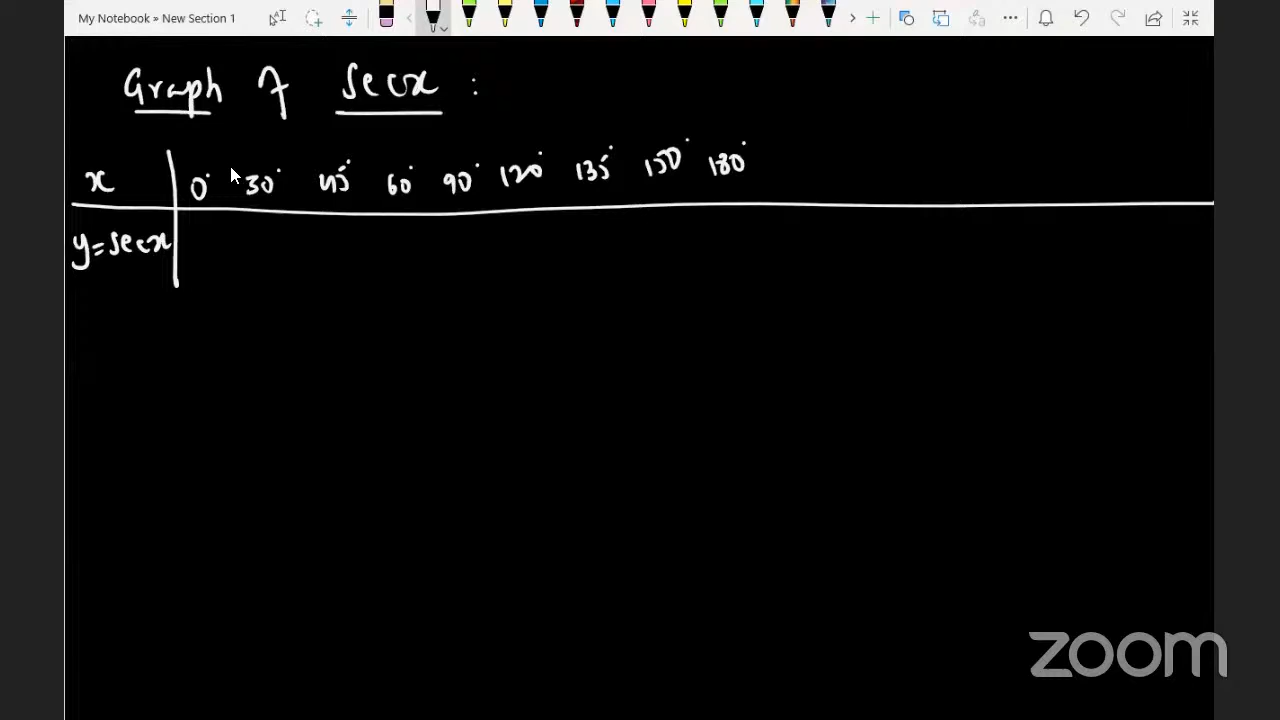 My Notebook » New Section 1
Graph of secx :
x 0° 30° 45° 60° 90° 120° 135° 150° 180°
y=secx
zoom